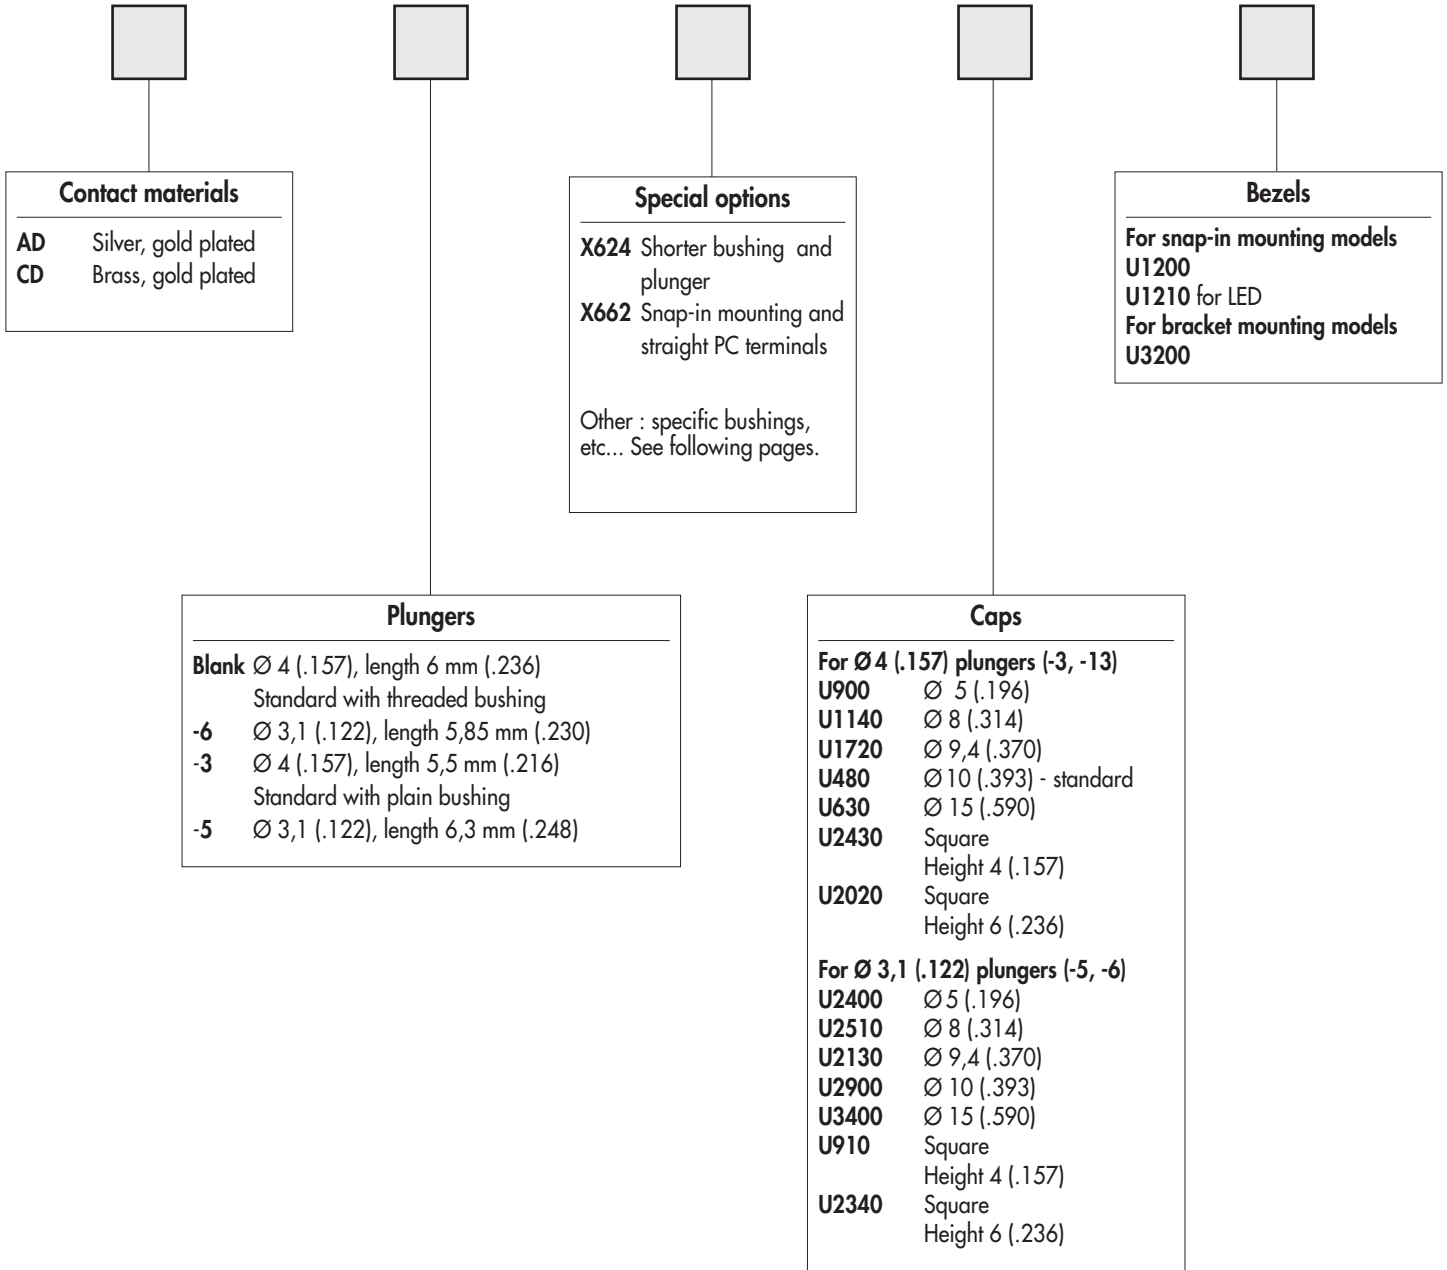 Contact materials
AD Silver, gold plated
CD Brass, gold plated
Special options
X624 Shorter bushing and
plunger
X662 Snap-in mounting and
straight PC terminals
Other : specific bushings,
etc... See following pages.
Bezels
For snap-in mounting models
U1200
U1210 for LED
For bracket mounting models
U3200
Plungers
Blank Ø 4 (.157), length 6 mm (.236)
Standard with threaded bushing
-6 Ø 3,1 (.122), length 5,85 mm (.230)
-3 Ø 4 (.157), length 5,5 mm (.216)
Standard with plain bushing
-5 Ø 3,1 (.122), length 6,3 mm (.248)
Caps
For Ø 4 (.157) plungers (-3, -13)
U900 Ø 5 (.196)
U1140 Ø 8 (.314)
U1720 Ø 9,4 (.370)
U480 Ø 10 (.393) - standard
U630 Ø 15 (.590)
U2430 Square
Height 4 (.157)
U2020 Square
Height 6 (.236)
For Ø 3,1 (.122) plungers (-5, -6)
U2400 Ø 5 (.196)
U2510 Ø 8 (.314)
U2130 Ø 9,4 (.370)
U2900 Ø 10 (.393)
U3400 Ø 15 (.590)
U910 Square
Height 4 (.157)
U2340 Square
Height 6 (.236)